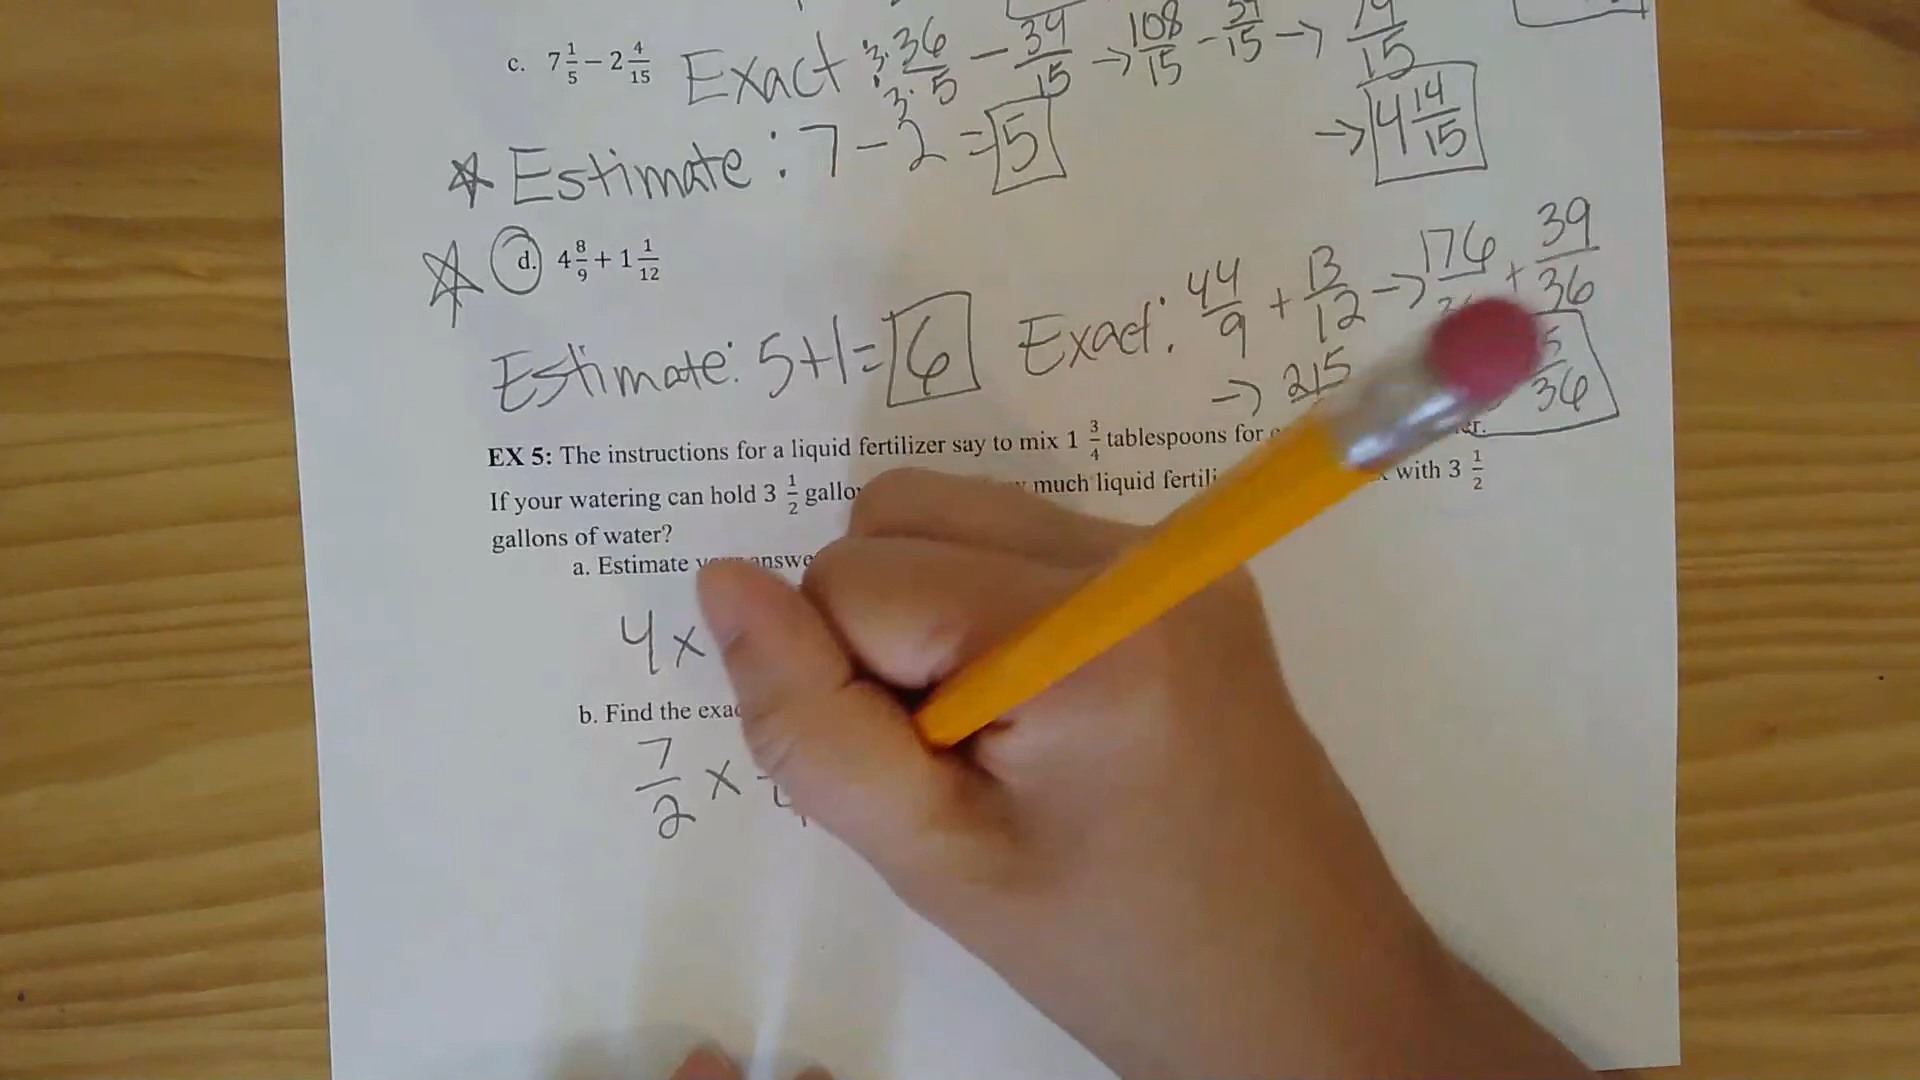 c. 7 1/5 − 2 4/15 Exact : 3·36/3·5 − 34/15 → 108/15 − 34/15 → 74/15
→ 4 14/15
Estimate : 7 − 2 = 5
d. 4 8/9 + 1 1/12
Estimate: 5+1= 6 Exact: 44/9 + 13/12 → 176/ + 39/36
→ 215 5/36
EX 5: The instructions for a liquid fertilizer say to mix 1 3/4 tablespoons for
If your watering can hold 3 1/2 much liquid with 3 1/2
gallons of water?
a. Estimate
4 x
b. Find the
7/2 x